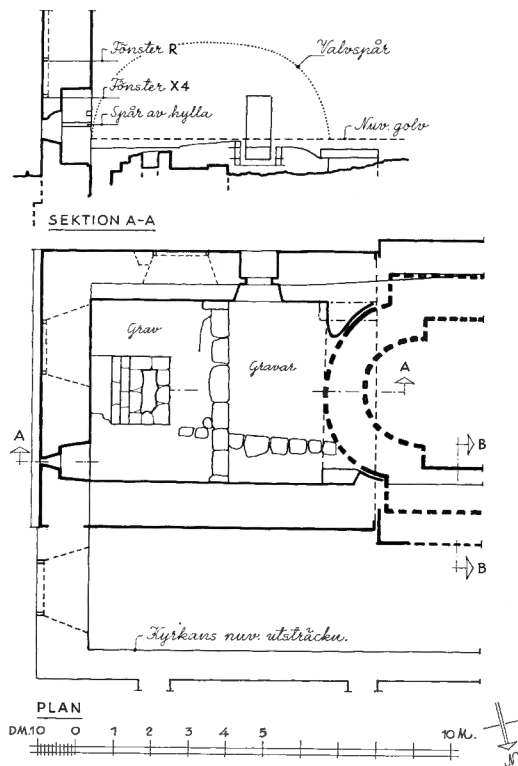 Fönster R
Valvspår
Fönster X4
Spår av hylla
Nuv. golv
SEKTION A-A
Grav
Gravar
A
A
B
B
Kyrkans nuv. utsträckn.
PLAN
DM.10 0 1 2 3 4 5 10 M.
N